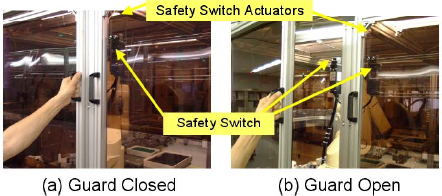 Safety Switch Actuators
Safety Switch
(a) Guard Closed
(b) Guard Open